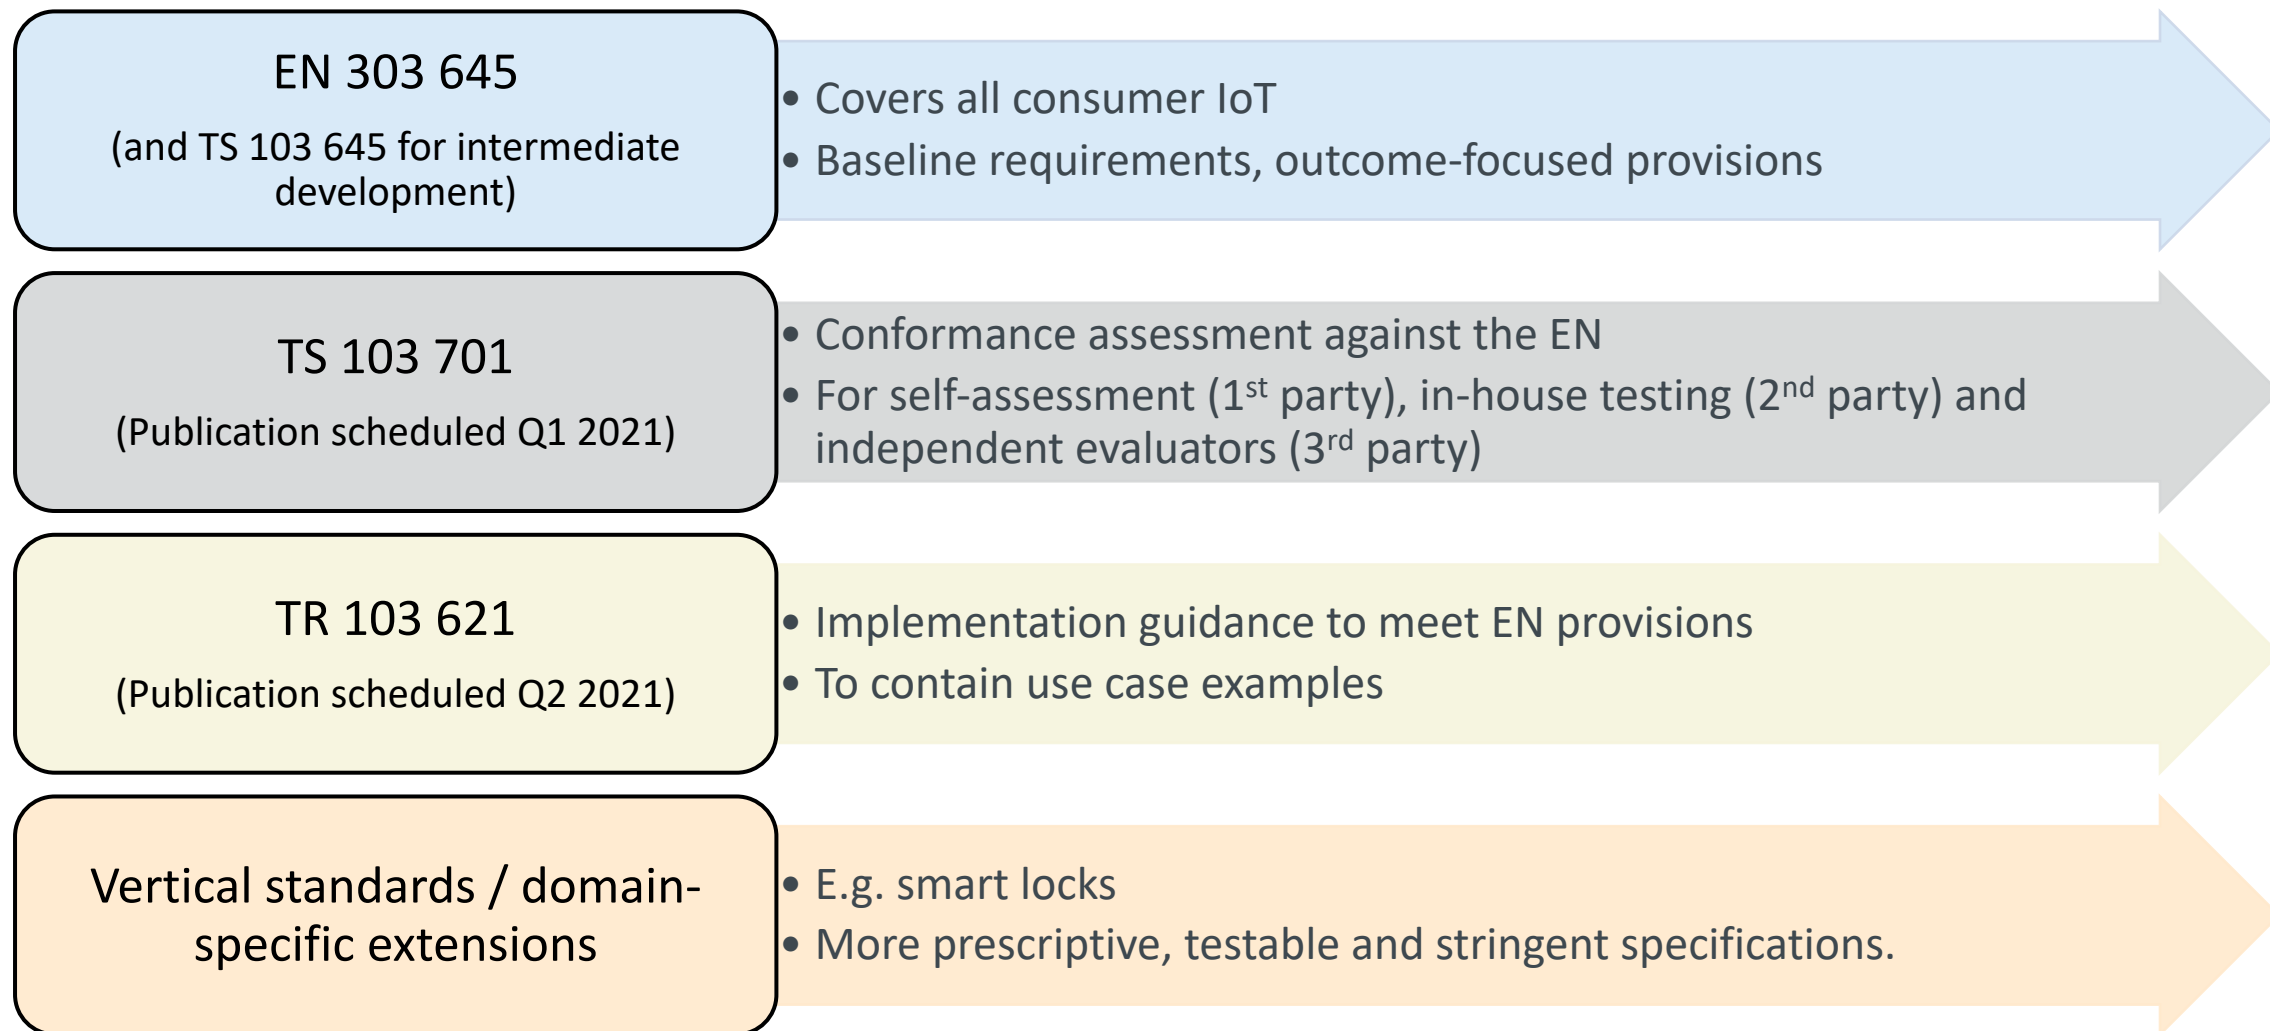 EN 303 645
(and TS 103 645 for intermediate
development)
• Covers all consumer IoT
• Baseline requirements, outcome-focused provisions
TS 103 701
(Publication scheduled Q1 2021)
• Conformance assessment against the EN
• For self-assessment (1st party), in-house testing (2nd party) and
independent evaluators (3rd party)
TR 103 621
(Publication scheduled Q2 2021)
• Implementation guidance to meet EN provisions
• To contain use case examples
Vertical standards / domain-
specific extensions
• E.g. smart locks
• More prescriptive, testable and stringent specifications.